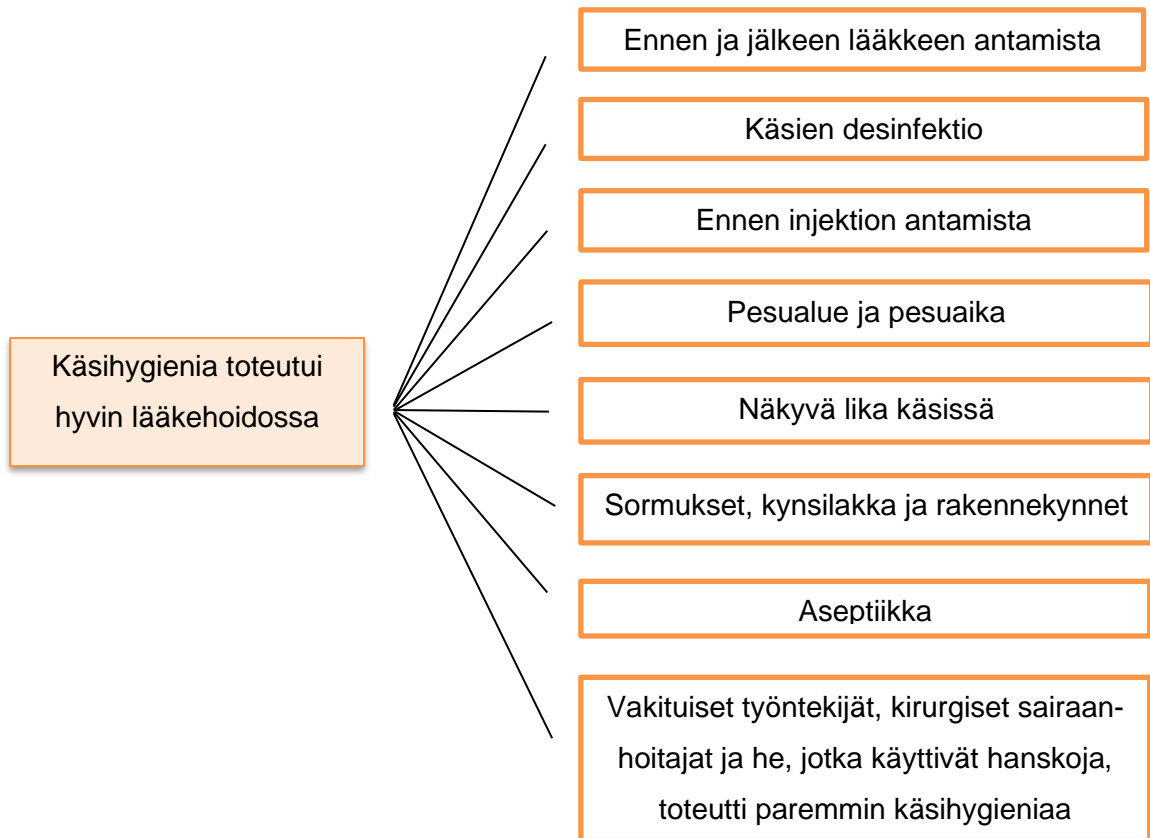 Ennen ja jälkeen lääkkeen antamista
Käsien desinfektio
Ennen injektion antamista
Pesualue ja pesuaika
Käsihygienia toteutui
hyvin lääkehoidossa
Näkyvä lika käsissä
Sormukset, kynsilakka ja rakennekynnet
Aseptiikka
Vakituiset työntekijät, kirurgiset sairaan-
hoitajat ja he, jotka käyttivät hanskoja,
toteutti paremmin käsihygieniaa